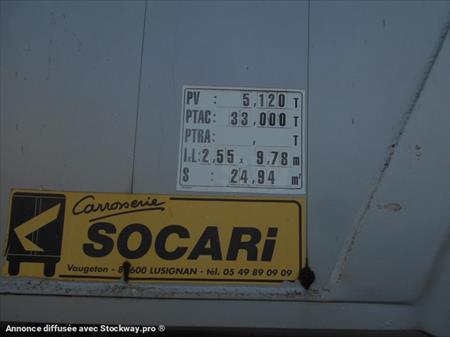 PV : 5,120 T
PTAC: 33,000 T
PTRA: , T
lxL: 2,55 x 9,78 m
S : 24,94 m²
Carrosserie
SOCARi
Vaugeton - 86600 LUSIGNAN - tél. 05 49 89 09 09
Annonce diffusée avec Stockway.pro ®